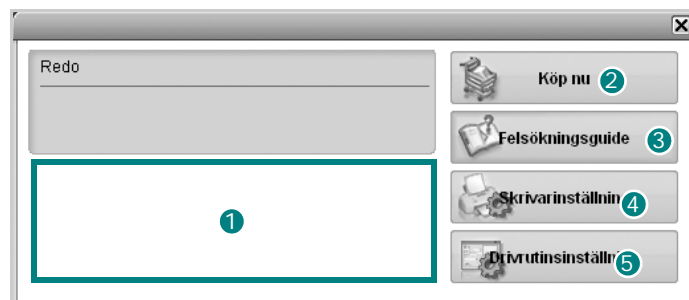 Redo
Köp nu 2
Felsökningsguide 3
Skrivarinställnin 4
Drivrutinsinställn 5
1